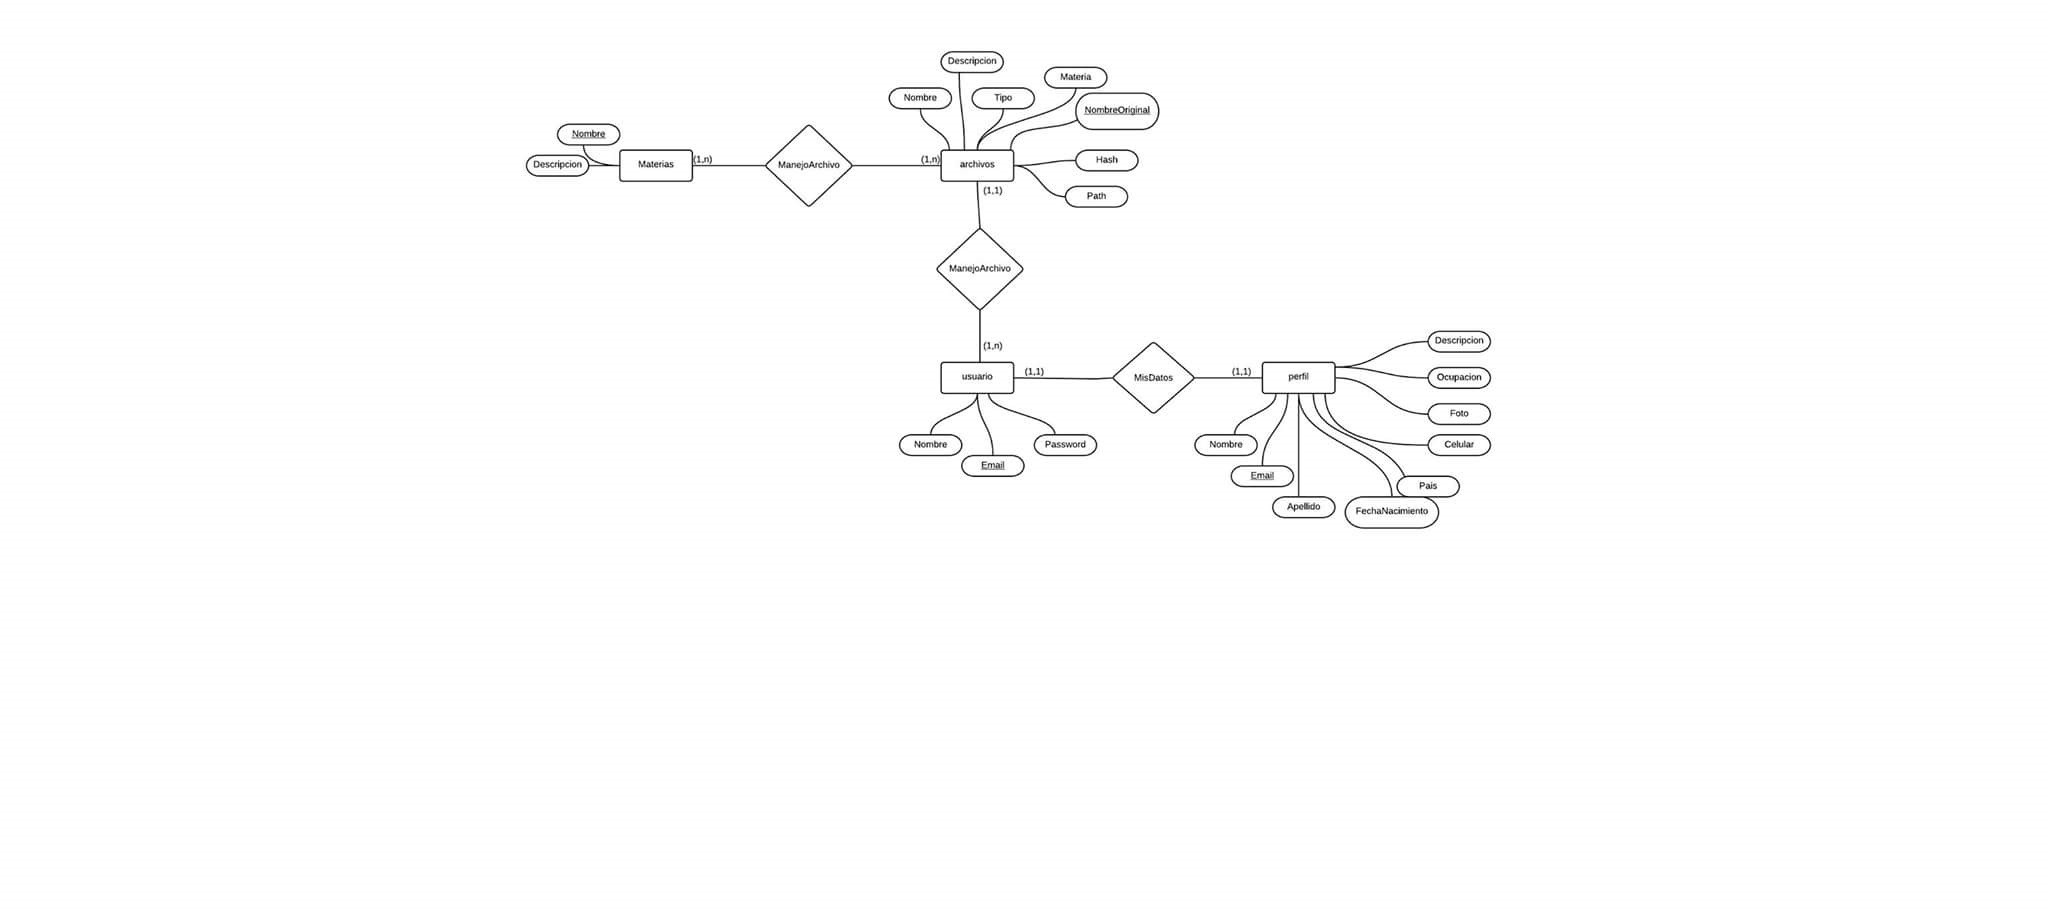 Descripcion
Materia
Nombre
Tipo
NombreOriginal
Nombre
Descripcion
Materias
(1,n)
ManejoArchivo
(1,n)
archivos
Hash
(1,1)
Path
ManejoArchivo
(1,n)
usuario
(1,1)
MisDatos
(1,1)
perfil
Descripcion
Ocupacion
Foto
Nombre
Email
Password
Nombre
Email
Apellido
Celular
Pais
FechaNacimiento